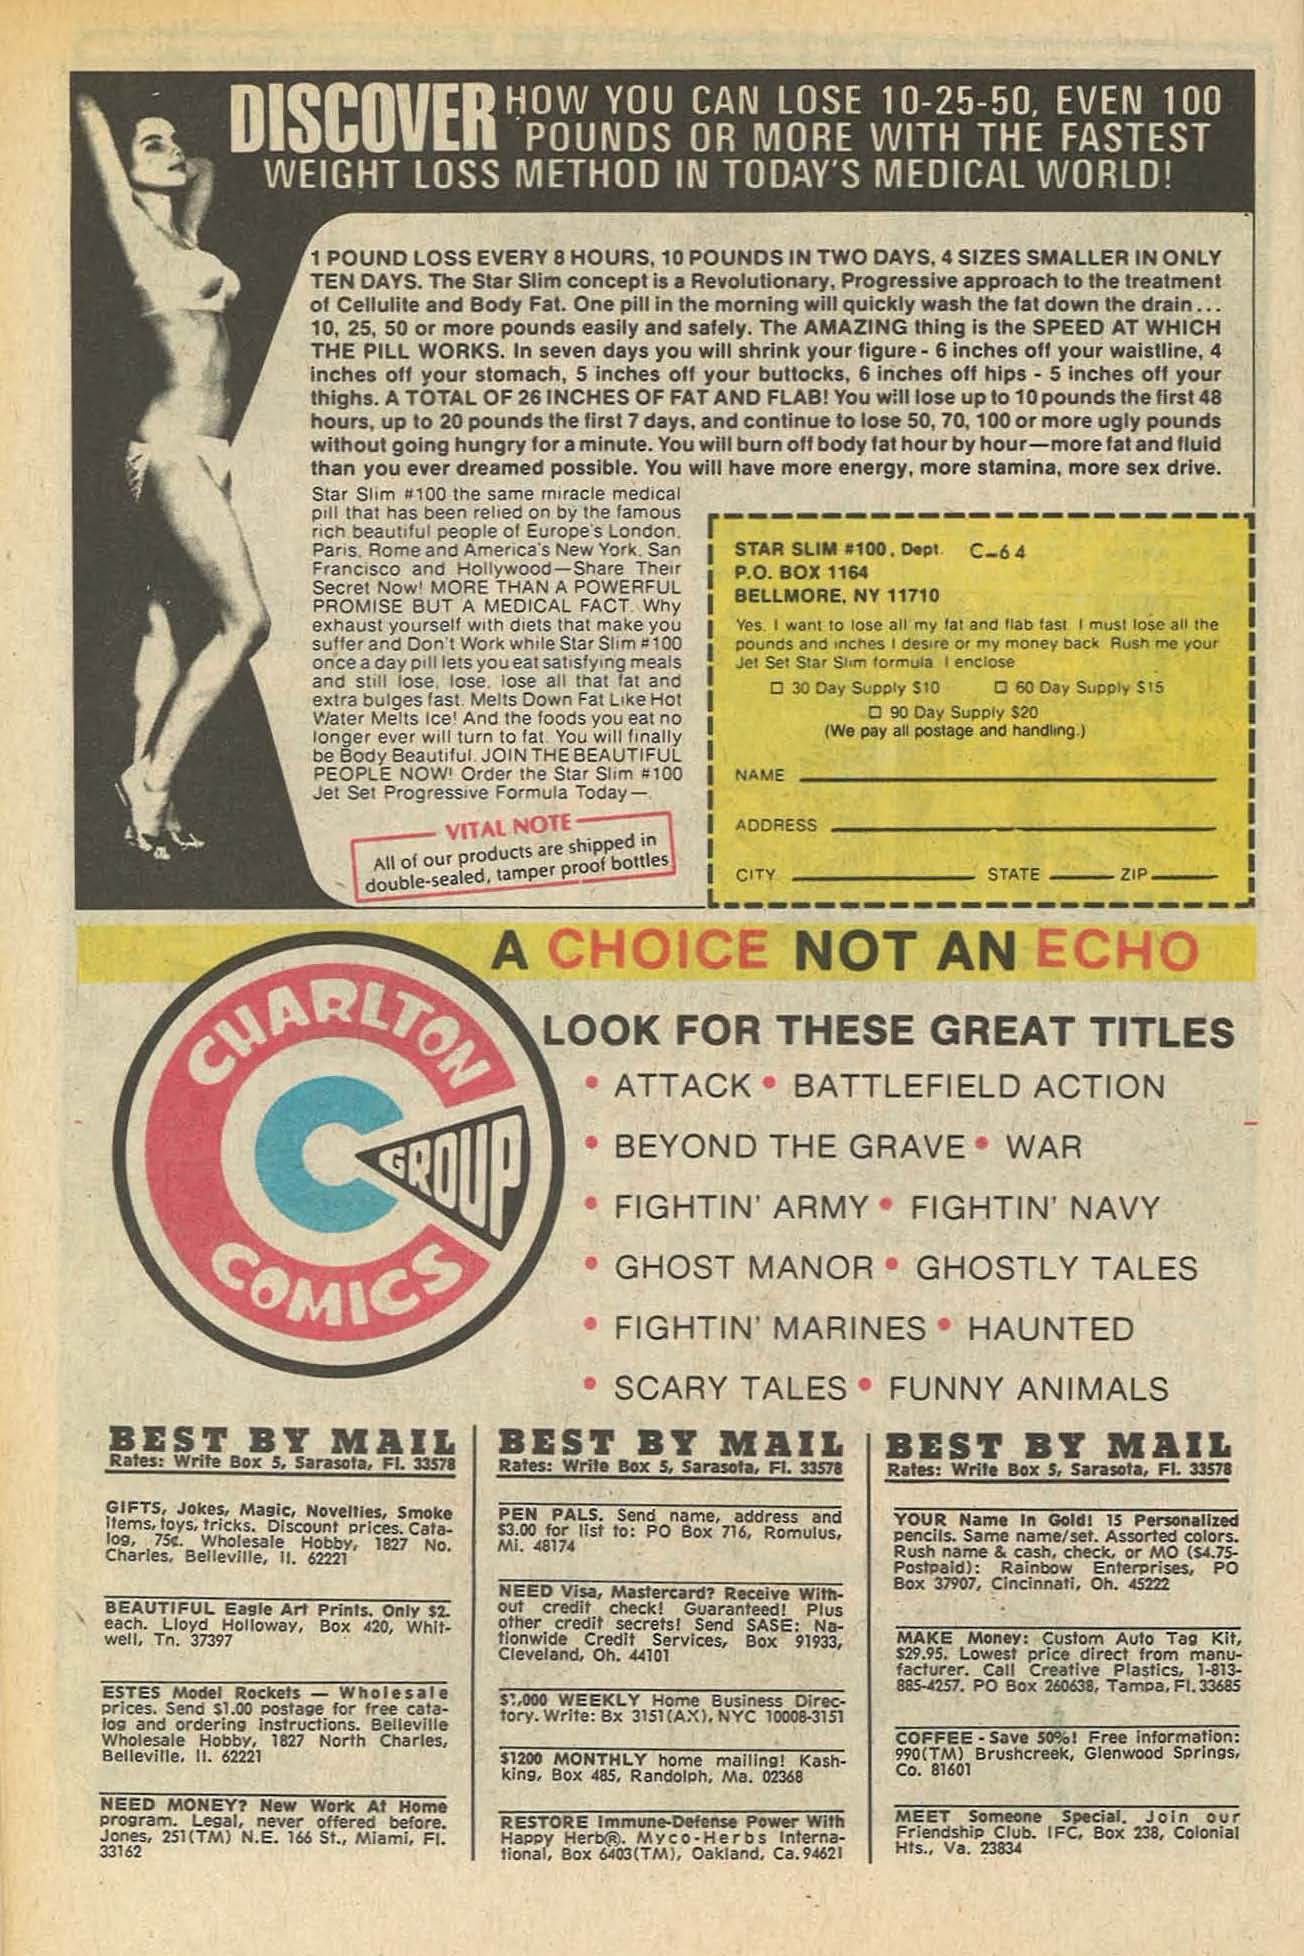 DISCOVER HOW YOU CAN LOSE 10-25-50, EVEN 100
POUNDS OR MORE WITH THE FASTEST
WEIGHT LOSS METHOD IN TODAY'S MEDICAL WORLD!
1 POUND LOSS EVERY 8 HOURS, 10 POUNDS IN TWO DAYS, 4 SIZES SMALLER IN ONLY
TEN DAYS. The Star Slim concept is a Revolutionary, Progressive approach to the treatment
of Cellulite and Body Fat. One pill in the morning will quickly wash the fat down the drain...
10, 25, 50 or more pounds easily and safely. The AMAZING thing is the SPEED AT WHICH
THE PILL WORKS. In seven days you will shrink your figure - 6 inches off your waistline, 4
inches off your stomach, 5 inches off your buttocks, 6 inches off hips - 5 inches off your
thighs. A TOTAL OF 26 INCHES OF FAT AND FLAB! You will lose up to 10 pounds the first 48
hours, up to 20 pounds the first 7 days, and continue to lose 50, 70, 100 or more ugly pounds
without going hungry for a minute. You will burn off body fat hour by hour—more fat and fluid
than you ever dreamed possible. You will have more energy, more stamina, more sex drive.
Star Slim #100 the same miracle medical
pill that has been relied on by the famous
rich beautiful people of Europe's London,
Paris, Rome and America's New York, San
Francisco and Hollywood—Share Their
Secret Now! MORE THAN A POWERFUL
PROMISE BUT A MEDICAL FACT. Why
exhaust yourself with diets that make you
suffer and Don't Work while Star Slim #100
once a day pill lets you eat satisfying meals
and still lose, lose, lose all that fat and
extra bulges fast. Melts Down Fat Like Hot
Water Melts Ice! And the foods you eat no
longer ever will turn to fat. You will finally
be Body Beautiful. JOIN THE BEAUTIFUL
PEOPLE NOW! Order the Star Slim #100
Jet Set Progressive Formula Today—.
VITAL NOTE
All of our products are shipped in
double-sealed, tamper proof bottles
STAR SLIM #100, Dept. C-64
P.O. BOX 1164
BELLMORE, NY 11710
Yes. I want to lose all my fat and flab fast. I must lose all the
pounds and inches I desire or my money back. Rush me your
Jet Set Star Slim formula. I enclose
☐ 30 Day Supply $10 ☐ 60 Day Supply $15
☐ 90 Day Supply $20
(We pay all postage and handling.)
NAME
ADDRESS
CITY STATE ZIP
A CHOICE NOT AN ECHO
CHARLTON
C
GROUP
COMICS
LOOK FOR THESE GREAT TITLES
• ATTACK • BATTLEFIELD ACTION
• BEYOND THE GRAVE • WAR
• FIGHTIN' ARMY • FIGHTIN' NAVY
• GHOST MANOR • GHOSTLY TALES
• FIGHTIN' MARINES • HAUNTED
• SCARY TALES • FUNNY ANIMALS
BEST BY MAIL
Rates: Write Box 5, Sarasota, Fl. 33578
GIFTS, Jokes, Magic, Novelties, Smoke
Items, toys, tricks. Discount prices. Cata-
log, 75¢. Wholesale Hobby, 1827 No.
Charles, Belleville, Il. 62221
BEAUTIFUL Eagle Art Prints. Only $2.
each. Lloyd Holloway, Box 420, Whit-
well, Tn. 37397
ESTES Model Rockets — Wholesale
prices. Send $1.00 postage for free cata-
log and ordering instructions. Belleville
Wholesale Hobby, 1827 North Charles,
Belleville, Il. 62221
NEED MONEY? New Work At Home
program. Legal, never offered before.
Jones, 251(TM) N.E. 166 St., Miami, Fl.
33162
BEST BY MAIL
Rates: Write Box 5, Sarasota, Fl. 33578
PEN PALS. Send name, address and
$3.00 for list to: PO Box 716, Romulus,
Mi. 48174
NEED Visa, Mastercard? Receive With-
out credit check! Guaranteed! Plus
other credit secrets! Send SASE: Na-
tionwide Credit Services, Box 91933,
Cleveland, Oh. 44101
WEEKLY Home Business Direc-
tory. Write: Bx 3151(AX), NYC 10008-3151
$1200 MONTHLY home mailing! Kash-
king, Box 485, Randolph, Ma. 02368
RESTORE Immune-Defense Power With
Happy Herb®. Myco-Herbs Interna-
tional, Box 6403(TM), Oakland, Ca. 94621
BEST BY MAIL
Rates: Write Box 5, Sarasota, Fl. 33578
YOUR Name In Gold! 15 Personalized
pencils. Same name/set. Assorted colors.
Rush name & cash, check, or MO ($4.75-
Postpaid): Rainbow Enterprises, PO
Box 37907, Cincinnati, Oh. 45222
MAKE Money: Custom Auto Tag Kit,
$29.95. Lowest price direct from manu-
facturer. Call Creative Plastics, 1-813-
885-4257. PO Box 260638, Tampa, Fl. 33685
COFFEE - Save 50%! Free information:
990(TM) Brushcreek, Glenwood Springs,
Co. 81601
MEET Someone Special. Join our
Friendship Club. IFC, Box 238, Colonial
Hts., Va. 23834